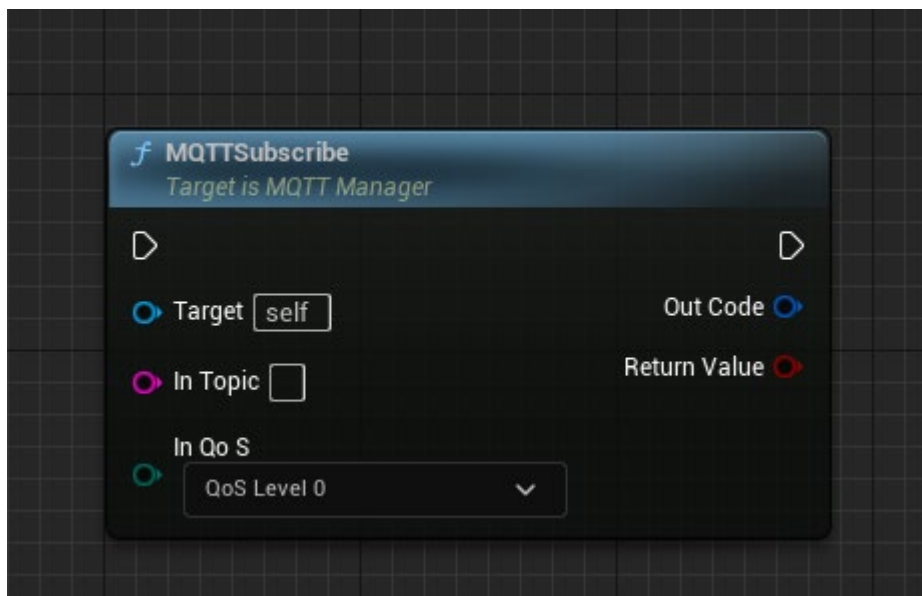 f MQTTSubscribe
Target is MQTT Manager
Target self
Out Code
In Topic
Return Value
In Qo S
QoS Level 0